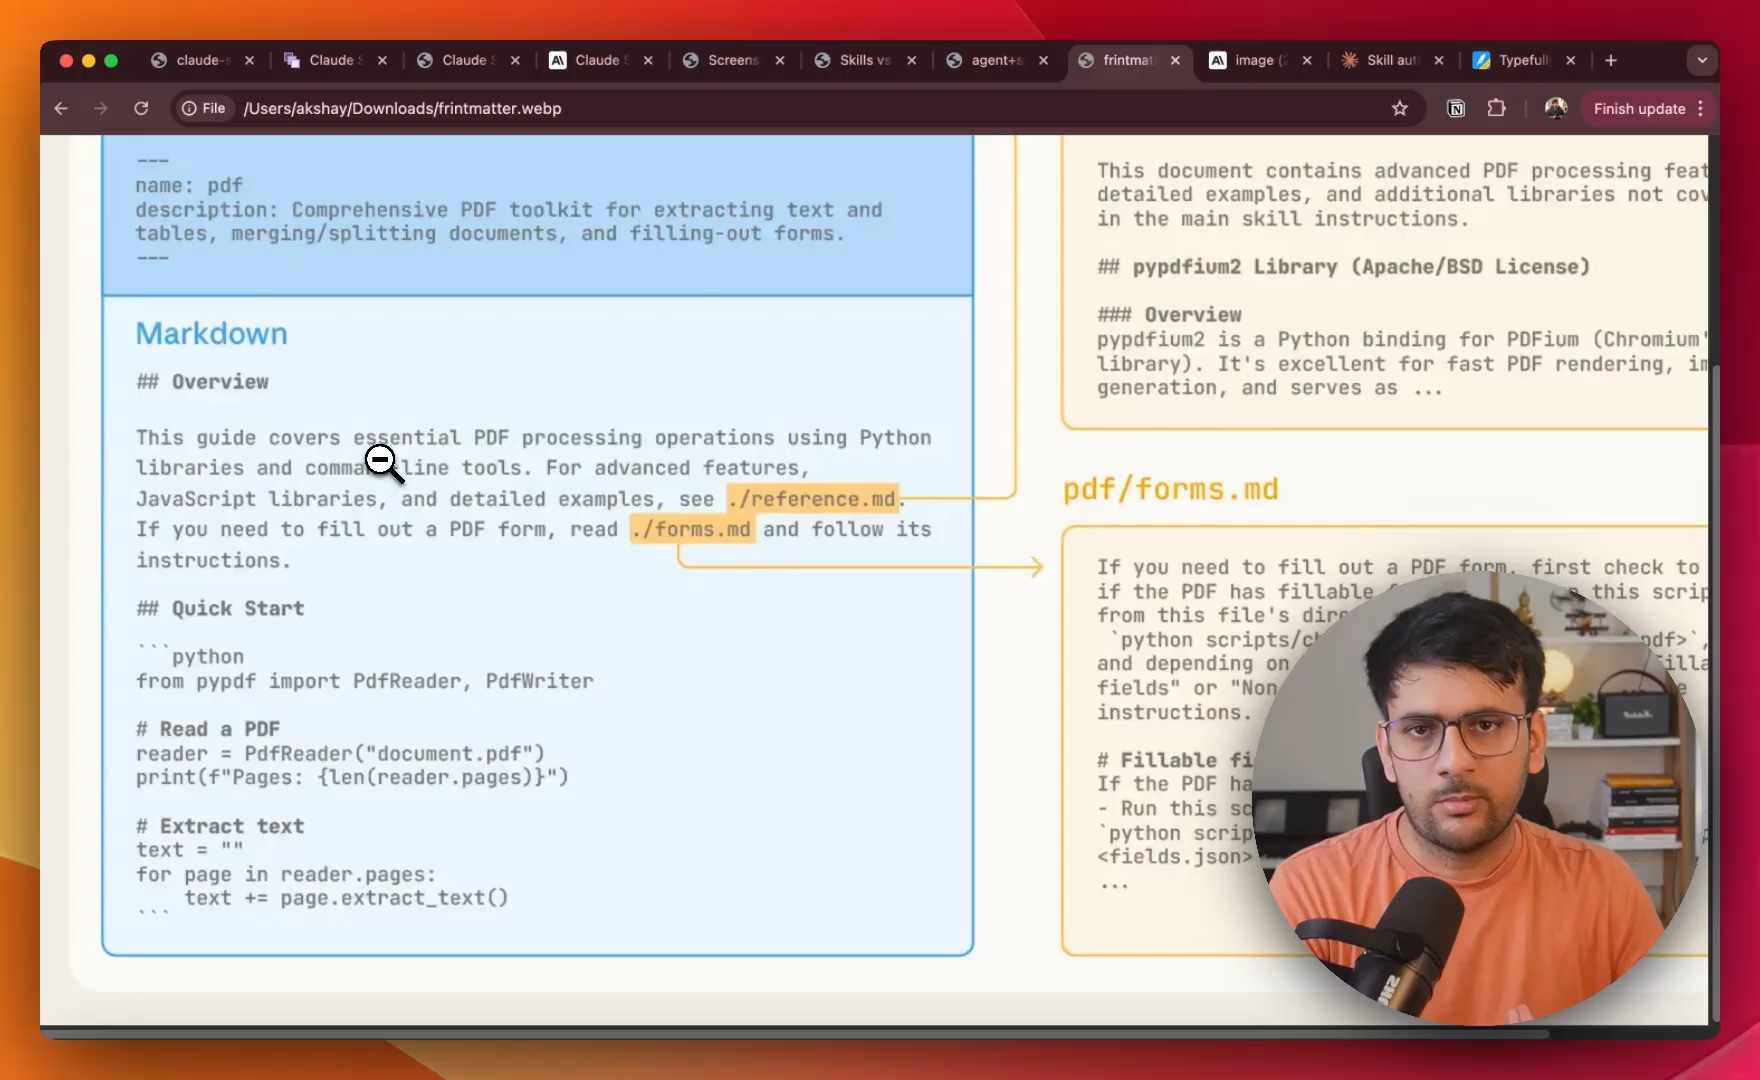 claude-
Claude
Claude
Claude
Screens
Skills vs
agent+s
frintmat
image (
Skill aut
Typefull
File
/Users/akshay/Downloads/frintmatter.webp
Finish update
---
name: pdf
description: Comprehensive PDF toolkit for extracting text and
tables, merging/splitting documents, and filling-out forms.
---
Markdown
## Overview
This guide covers essential PDF processing operations using Python
libraries and comma line tools. For advanced features,
JavaScript libraries, and detailed examples, see ./reference.md.
If you need to fill out a PDF form, read ./forms.md and follow its
instructions.
## Quick Start
```python
from pypdf import PdfReader, PdfWriter
# Read a PDF
reader = PdfReader("document.pdf")
print(f"Pages: {len(reader.pages)}")
# Extract text
text = ""
for page in reader.pages:
text += page.extract_text()
```
This document contains advanced PDF processing feat
detailed examples, and additional libraries not cov
in the main skill instructions.
## pypdfium2 Library (Apache/BSD License)
### Overview
pypdfium2 is a Python binding for PDFium (Chromium'
library). It's excellent for fast PDF rendering, im
generation, and serves as ...
pdf/forms.md
If you need to fill out a PDF form, first check to
if the PDF has fillable this scrip
from this file's dire
`python scripts/ch pdf>`,
and depending on
fields" or "Non
instructions.
# Fillable fi
If the PDF ha
- Run this sc
`python scrip
<fields.json>
...